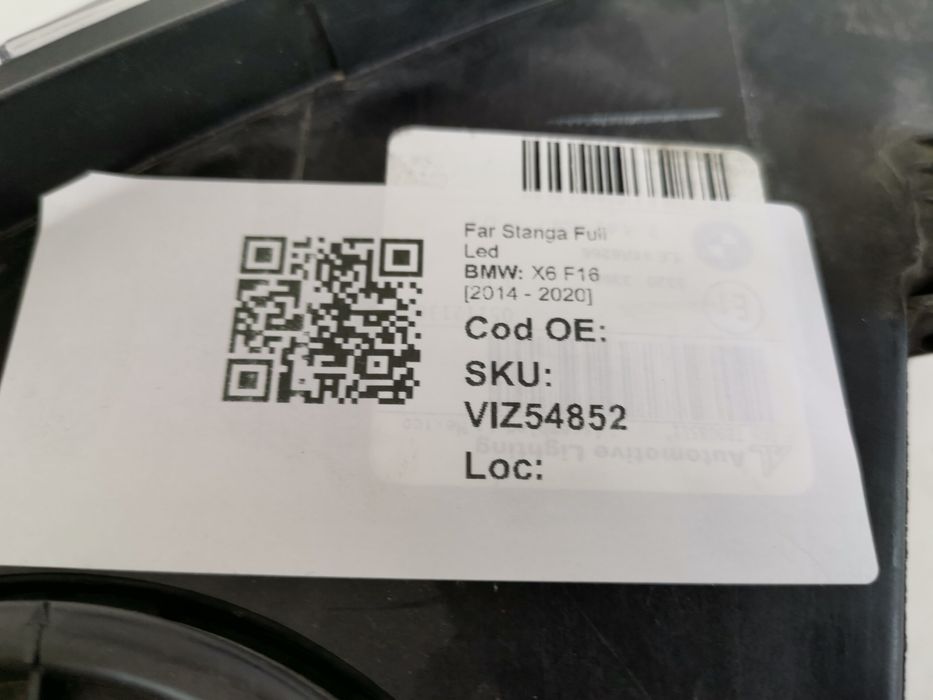 Far Stanga Full
Led
BMW: X6 F16
[2014 - 2020]
Cod OE:
SKU:
VIZ54852
Loc:
Automotive Lighting